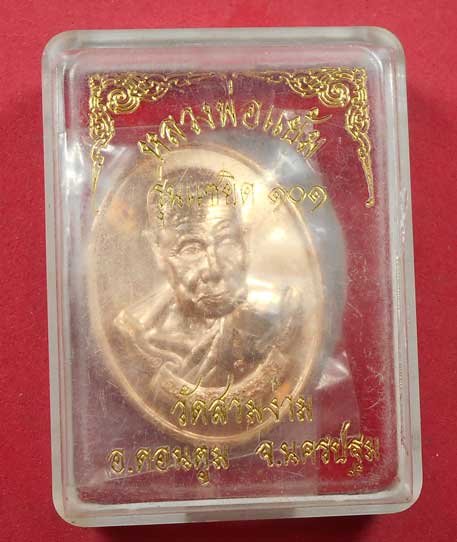 หลวงพ่อแย้ม
รุ่นแซยิด ๑๐๑
วัดสามง่าม
อ.ดอนตูม จ.นครปฐม